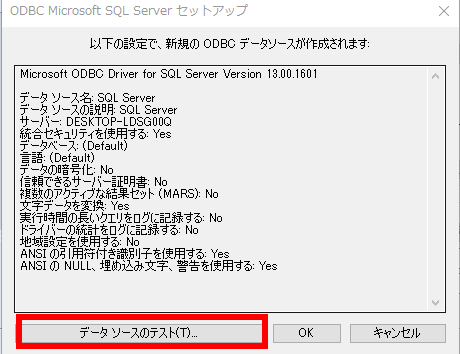 ODBC Microsoft SQL Server セットアップ
以下の設定で、新規の ODBC データソースが作成されます:
Microsoft ODBC Driver for SQL Server Version 13.00.1601
データ ソース名: SQL Server
データ ソースの説明: SQL Server
サーバー: DESKTOP-LDSG00Q
統合セキュリティを使用する: Yes
データベース: (Default)
言語: (Default)
データの暗号化: No
信頼できるサーバー証明書: No
複数のアクティブな結果セット (MARS): No
文字データを変換: Yes
実行時間の長いクエリをログに記録する: No
ドライバーの統計をログに記録する: No
地域設定を使用する: No
ANSI の引用符付き識別子を使用する: Yes
ANSI の NULL、埋め込み文字、警告を使用する: Yes
データ ソースのテスト(T)...
OK
キャンセル